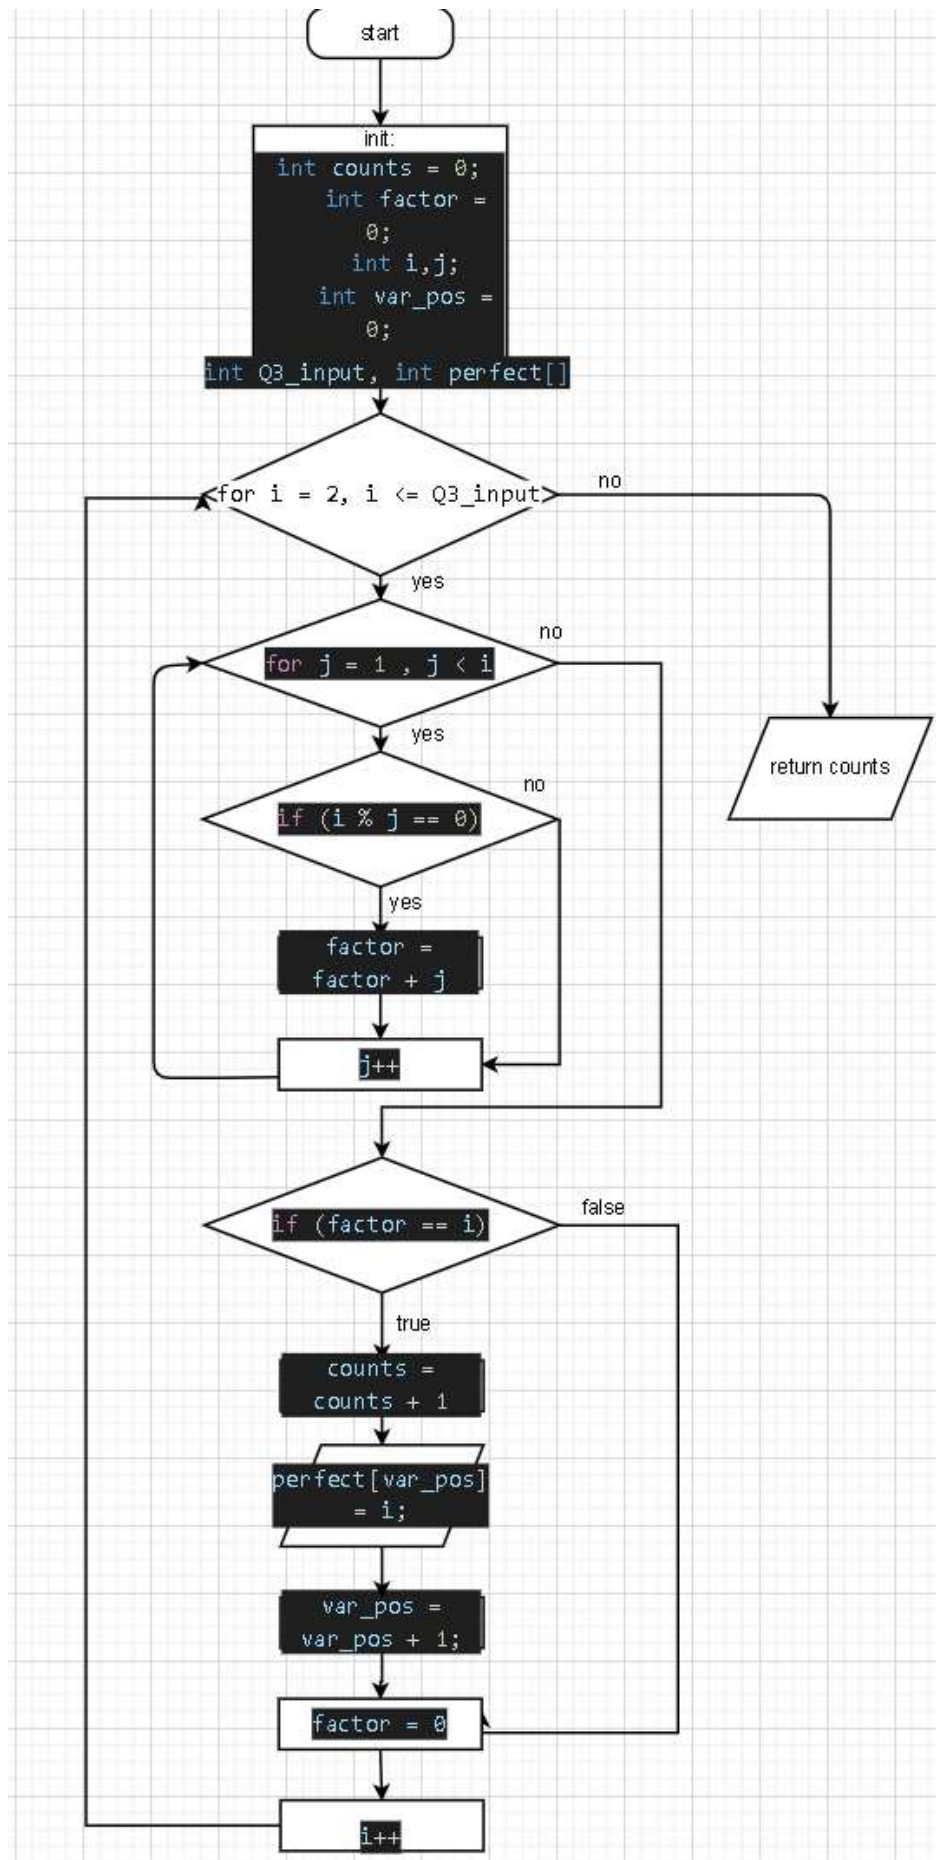 start
init:
int counts = 0;
int factor =
0;
int i,j;
int var_pos =
0;
int Q3_input, int perfect[]
for i = 2, i <= Q3_input
no
yes
for j = 1 , j < i
no
yes
return counts
if (i % j == 0)
no
yes
factor =
factor + j
j++
if (factor == i)
false
true
counts =
counts + 1
perfect[var_pos]
= i;
var_pos =
var_pos + 1;
factor = 0
i++